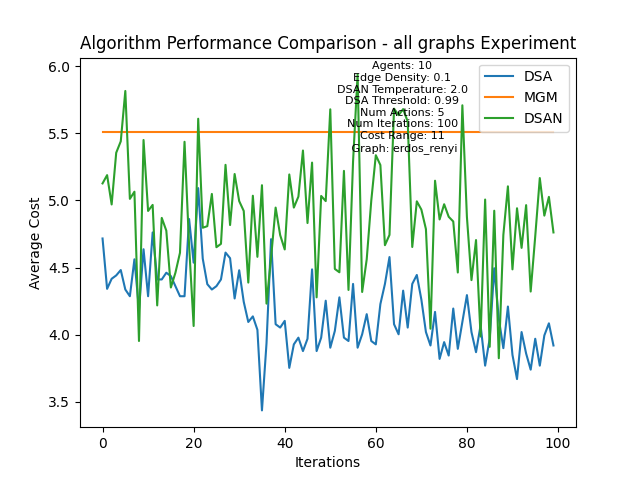 Algorithm Performance Comparison - all graphs Experiment
Agents: 10
Edge Density: 0.1
DSAN Temperature: 2.0
DSA Threshold: 0.99
Num Actions: 5
Num Iterations: 100
Cost Range: 11
Graph: erdos_renyi
DSA
MGM
DSAN
Average Cost
6.0
5.5
5.0
4.5
4.0
3.5
0
20
40
60
80
100
Iterations